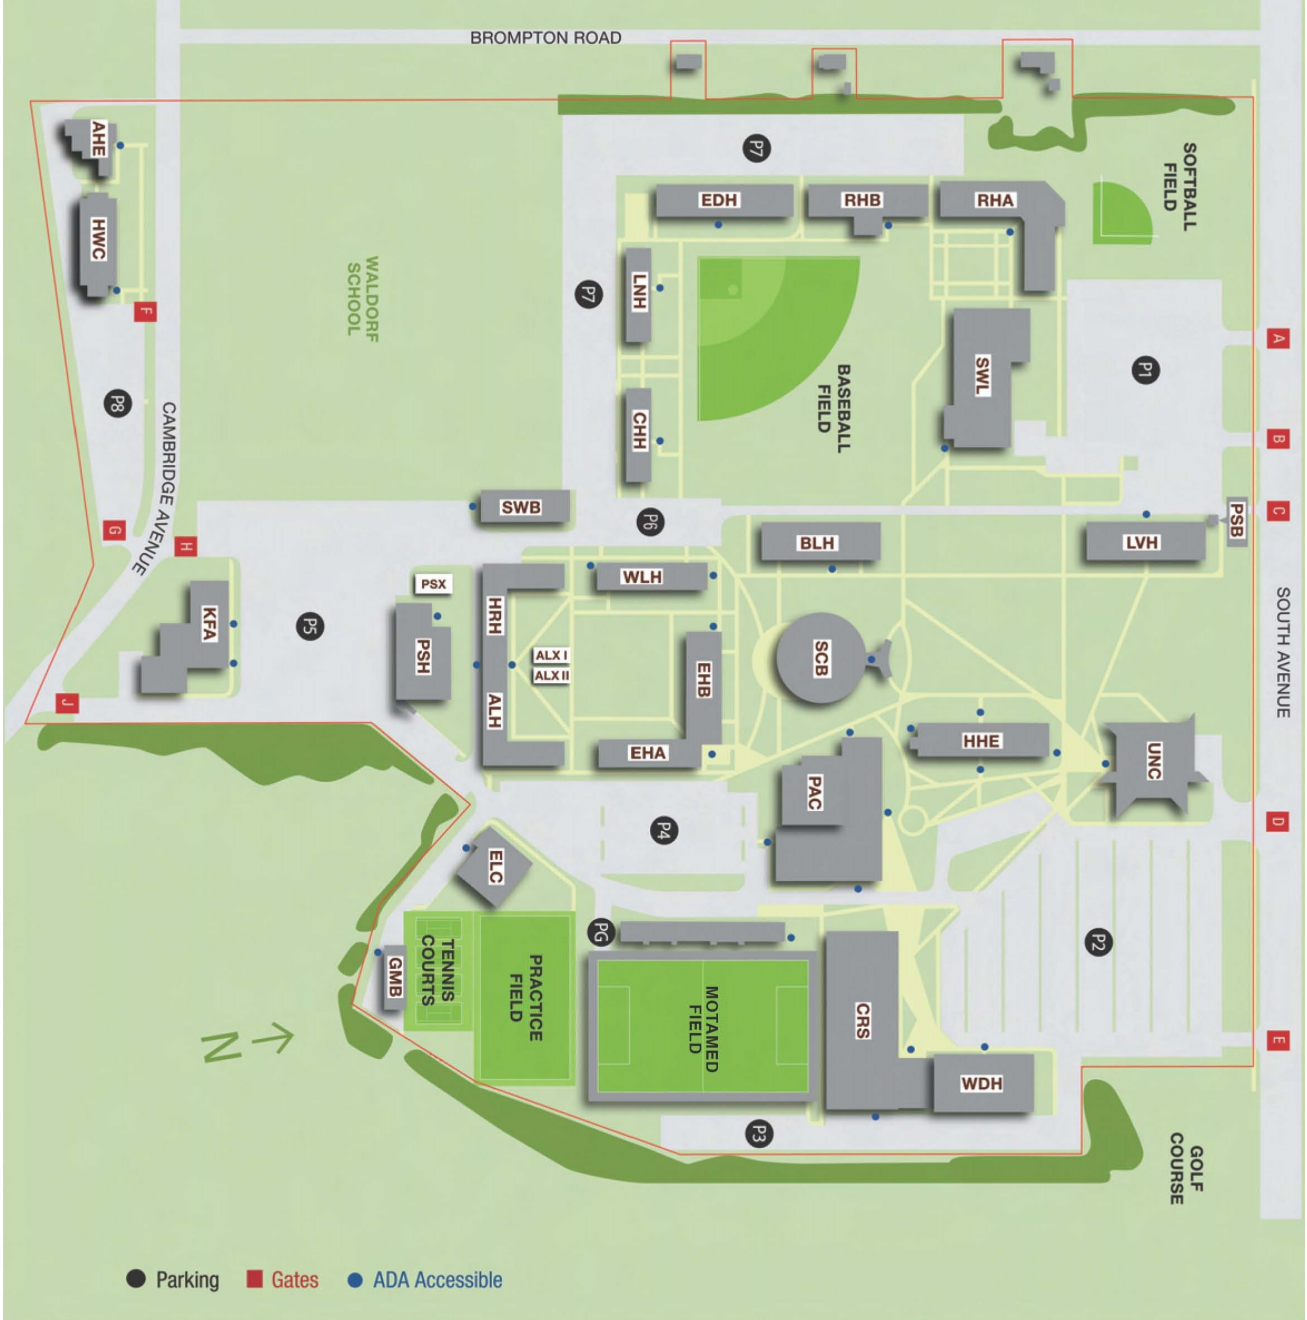 BROMPTON ROAD
AHE
P7
SOFTBALL
FIELD
EDH
RHB
RHA
HWC
WALDORF
SCHOOL
LNH
P7
F
A
BASEBALL
FIELD
SWL
P1
P8
CAMBRIDGE AVENUE
CHH
B
SWB
P6
C
PSB
G
H
BLH
LVH
PSX
WLH
SOUTH AVENUE
KFA
P5
HRH
PSH
ALX I
ALX II
SCB
EHB
J
ALH
EHA
HHE
UNC
PAC
P4
D
ELC
PG
P2
TENNIS
COURTS
GMB
PRACTICE
FIELD
MOTAMED
FIELD
CRS
N
E
WDH
P3
GOLF
COURSE
Parking
Gates
ADA Accessible